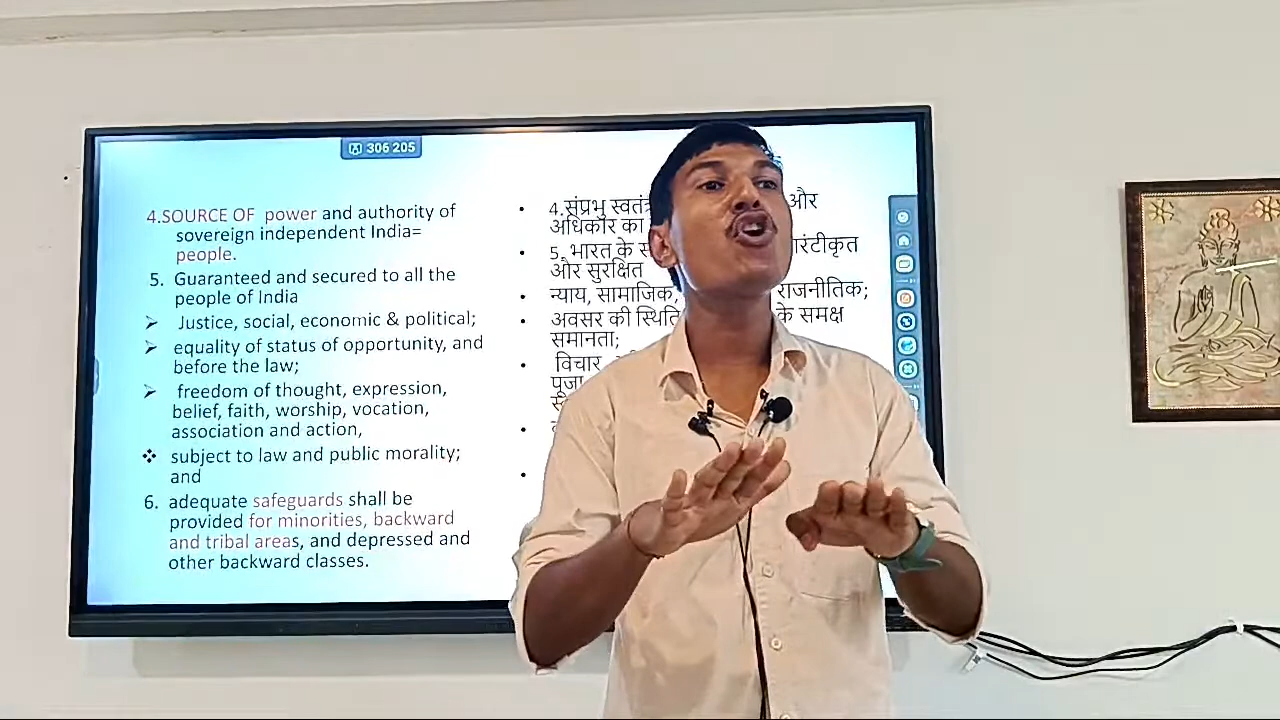 306 205
4.SOURCE OF power and authority of
sovereign independent India=
people.
5. Guaranteed and secured to all the
people of India
➢ Justice, social, economic & political;
➢ equality of status of opportunity, and
before the law;
➢ freedom of thought, expression,
belief, faith, worship, vocation,
association and action,
❖ subject to law and public morality;
and
6. adequate safeguards shall be
provided for minorities, backward
and tribal areas, and depressed and
other backward classes.
• 4.संप्रभु और
अधिकार का
• 5. भारत के गारंटीकृत
और सुरक्षित
• न्याय, सामाजिक, राजनीतिक;
• अवसर की के समक्ष
समानता;
• विचार
पूजा